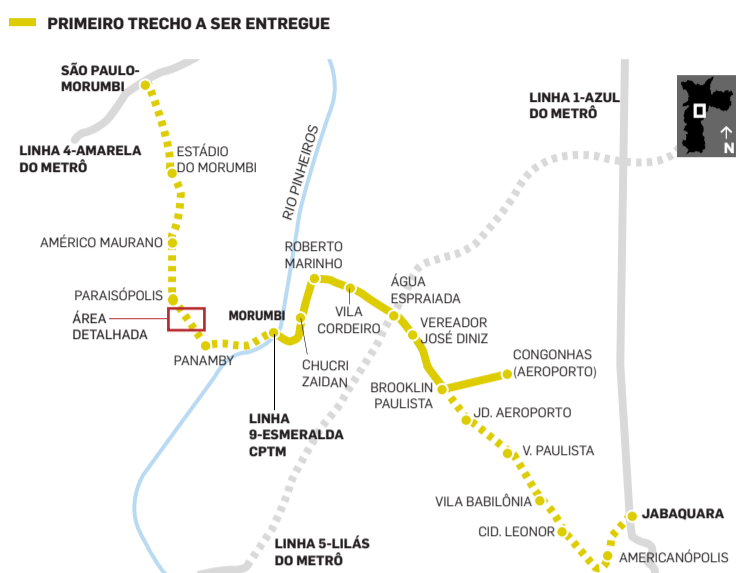 PRIMEIRO TRECHO A SER ENTREGUE
SÃO PAULO-
MORUMBI
LINHA 1-AZUL
DO METRÔ
N
LINHA 4-AMARELA
DO METRÔ
ESTÁDIO
DO MORUMBI
RIO PINHEIROS
AMÉRICO MAURANO
ROBERTO
MARINHO
PARAISÓPOLIS
ÁREA
DETALHADA
MORUMBI
VILA
CORDEIRO
ÁGUA
ESPRAIADA
VEREADOR
JOSÉ DINIZ
PANAMBY
CHUCRI
ZAIDAN
CONGONHAS
(AEROPORTO)
BROOKLIN
PAULISTA
LINHA
9-ESMERALDA
CPTM
JD. AEROPORTO
V. PAULISTA
VILA BABILÔNIA
JABAQUARA
CID. LEONOR
LINHA 5-LILÁS
DO METRÔ
AMERICANÓPOLIS